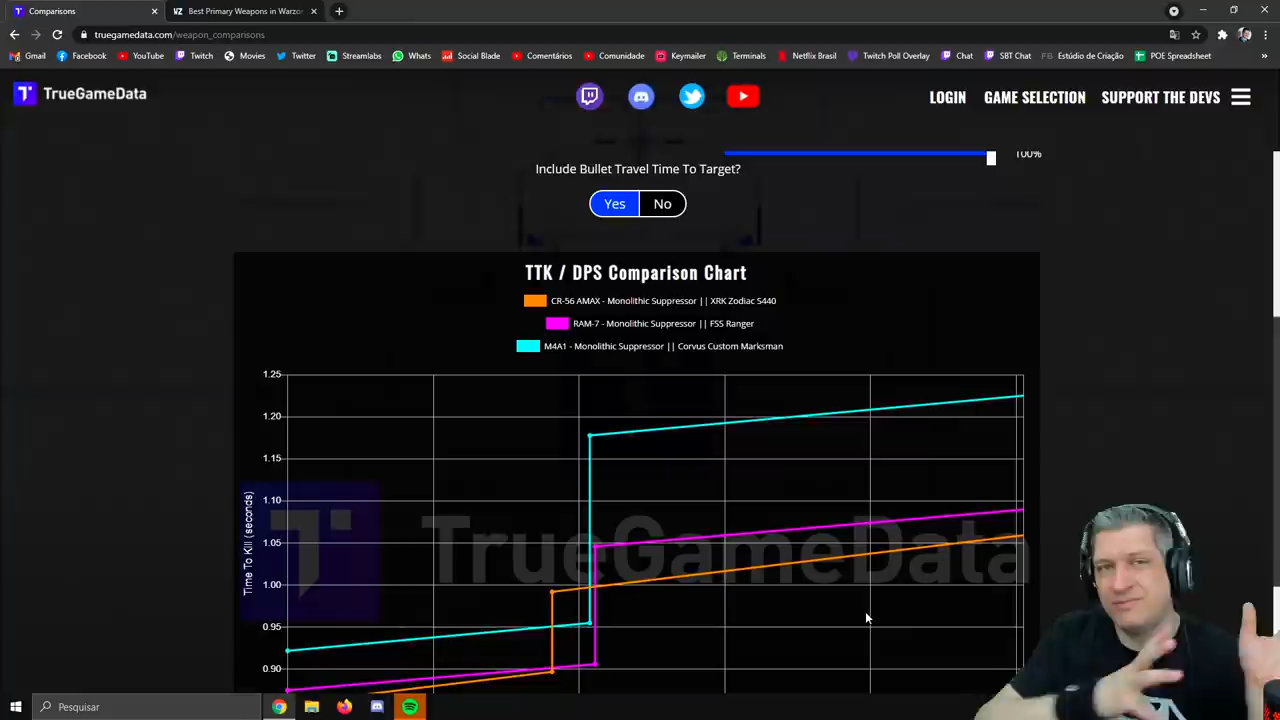 Comparisons
VZ Best Primary Weapons in Warzon
truegamedata.com/weapon_comparisons
Gmail Facebook YouTube Twitch Movies Twitter Streamlabs Whats Social Blade Comentários Comunidade Keymailer Terminals Netflix Brasil Twitch Poll Overlay Chat SBT Chat FB Estúdio de Criação POE Spreadsheet »
TrueGameData
LOGIN GAME SELECTION SUPPORT THE DEVS
100%
Include Bullet Travel Time To Target?
Yes No
TTK / DPS Comparison Chart
CR-56 AMAX - Monolithic Suppressor || XRK Zodiac S440
RAM-7 - Monolithic Suppressor || FSS Ranger
M4A1 - Monolithic Suppressor || Corvus Custom Marksman
1.25
1.20
1.15
1.10
1.05
1.00
0.95
0.90
Time To Kill (seconds)
TrueGameData
Pesquisar